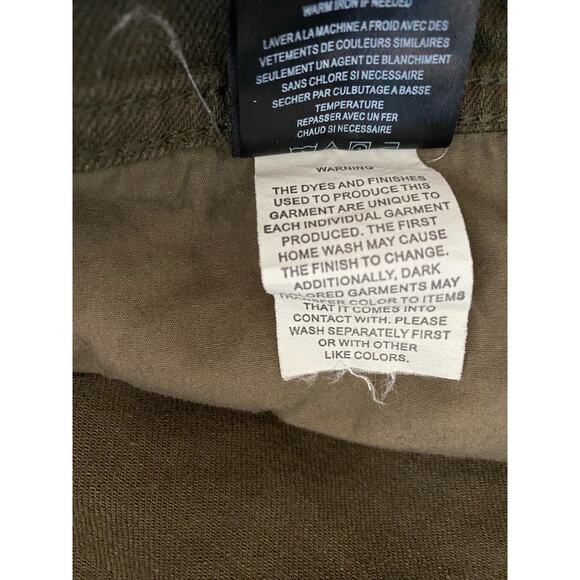 WARM IRON IF NEEDED
LAVER A LA MACHINE A FROID AVEC DES
VETEMENTS DE COULEURS SIMILAIRES
SEULEMENT UN AGENT DE BLANCHIMENT
SANS CHLORE SI NECESSAIRE
SECHER PAR CULBUTAGE A BASSE
TEMPERATURE
REPASSER AVEC UN FER
CHAUD SI NECESSAIRE
WARNING
THE DYES AND FINISHES
USED TO PRODUCE THIS
GARMENT ARE UNIQUE TO
EACH INDIVIDUAL GARMENT
PRODUCED. THE FIRST
HOME WASH MAY CAUSE
THE FINISH TO CHANGE.
ADDITIONALLY, DARK
COLORED GARMENTS MAY
TRANSFER COLOR TO ITEMS
THAT IT COMES INTO
CONTACT WITH. PLEASE
WASH SEPARATELY FIRST
OR WITH OTHER
LIKE COLORS.